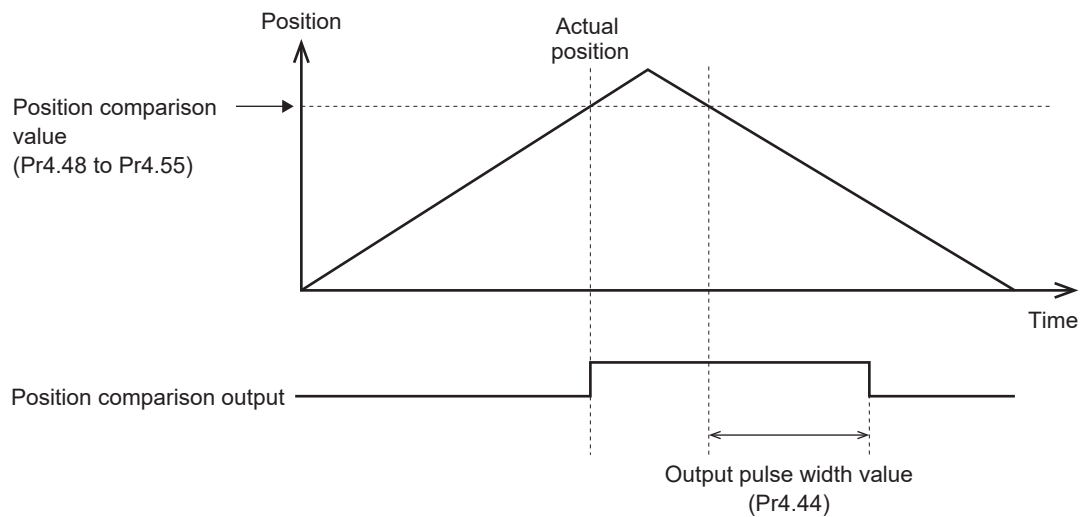 Position
Actual
position
Position comparison
value
(Pr4.48 to Pr4.55)
Time
Position comparison output
Output pulse width value
(Pr4.44)